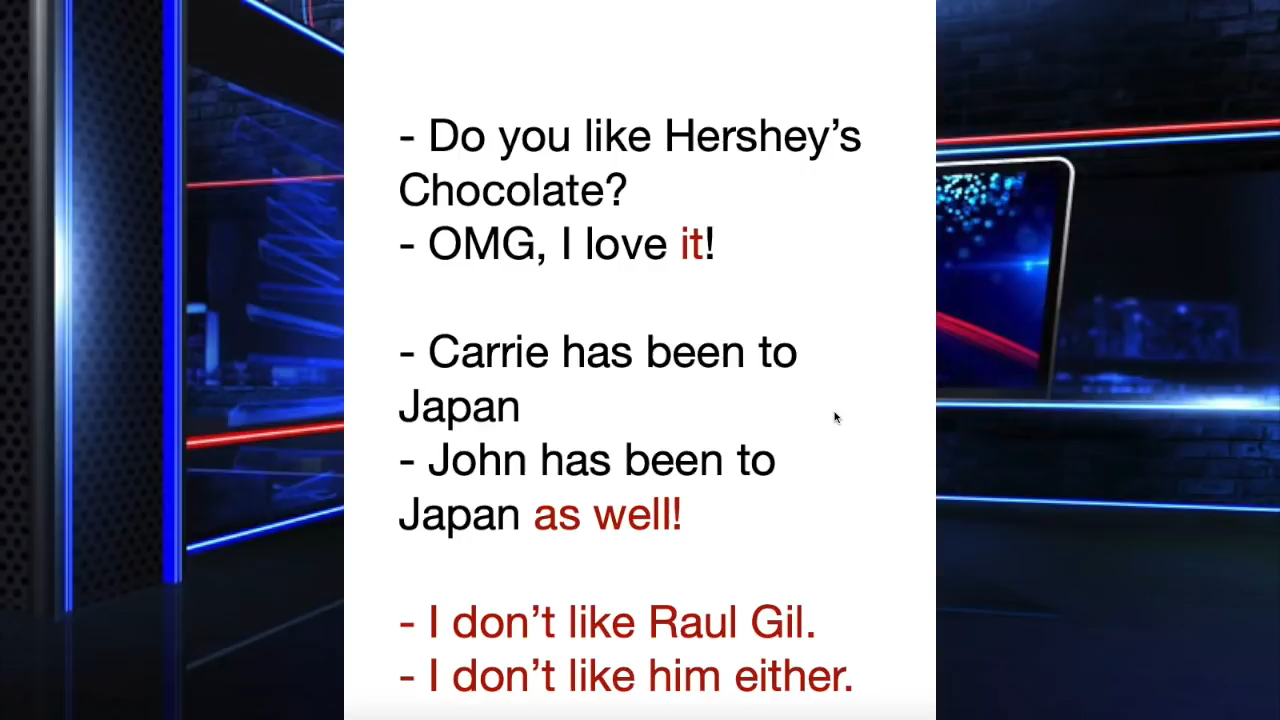 - Do you like Hershey’s
Chocolate?
- OMG, I love it!
- Carrie has been to
Japan
- John has been to
Japan as well!
- I don’t like Raul Gil.
- I don’t like him either.